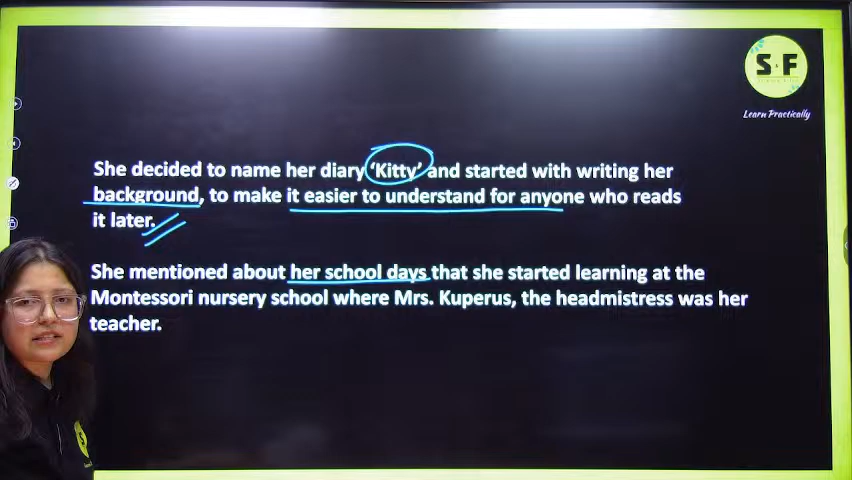 S F
Learn Practically
She decided to name her diary ‘Kitty’ and started with writing her
background, to make it easier to understand for anyone who reads
it later.
She mentioned about her school days that she started learning at the
Montessori nursery school where Mrs. Kuperus, the headmistress was her
teacher.